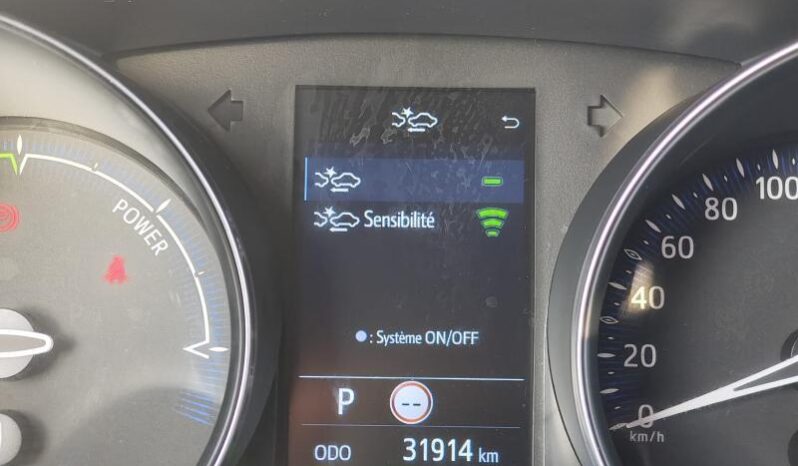 POWER
Sensibilité
: Système ON/OFF
P --
ODO 31914 km
100
80
60
40
20
0
km/h